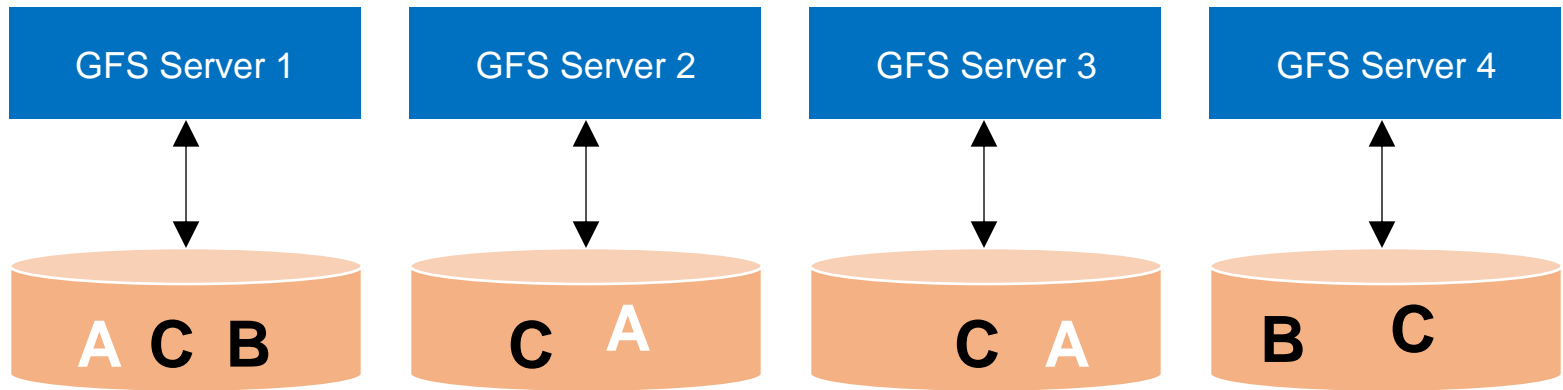 GFS Server 1
GFS Server 2
GFS Server 3
GFS Server 4
A C B
C A
C A
B C